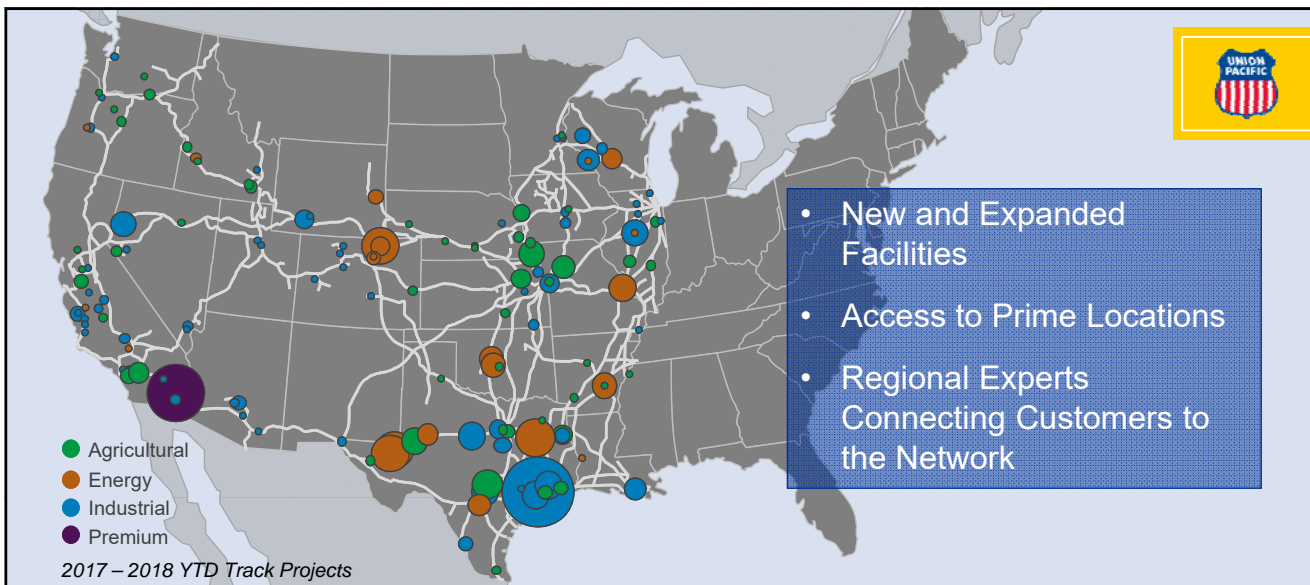 UNION
PACIFIC
• New and Expanded
Facilities
• Access to Prime Locations
• Regional Experts
Connecting Customers to
the Network
Agricultural
Energy
Industrial
Premium
2017 – 2018 YTD Track Projects